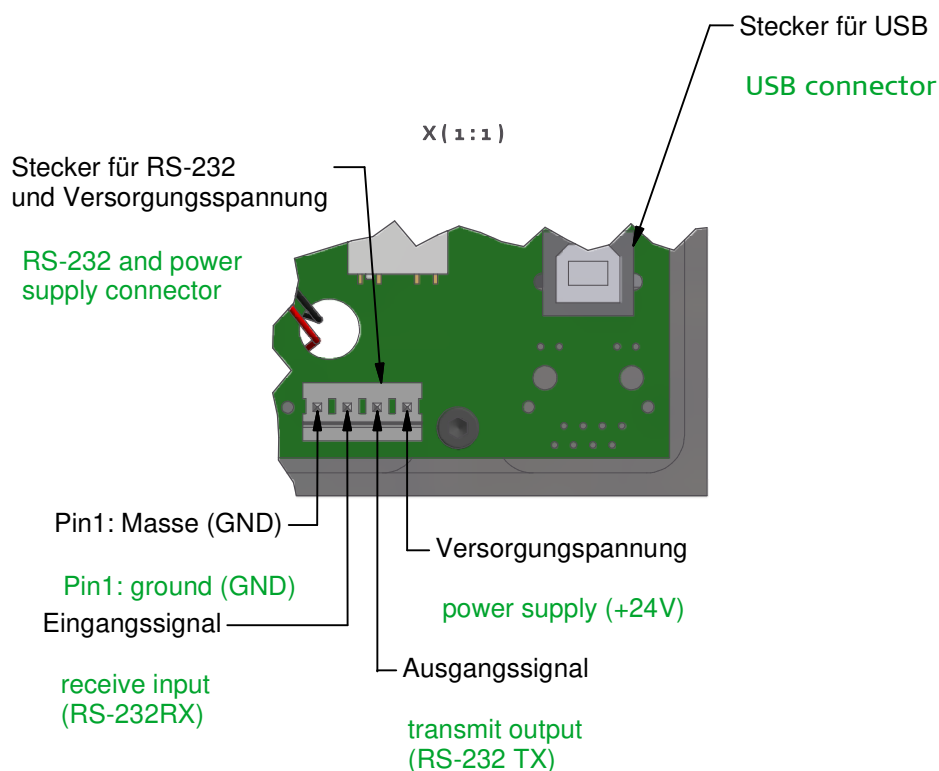 Stecker für USB
USB connector
X ( 1 : 1 )
Stecker für RS-232
und Versorgungsspannung
RS-232 and power
supply connector
Pin1: Masse (GND)
Versorgungspannung
Pin1: ground (GND)
power supply (+24V)
Eingangssignal
Ausgangssignal
receive input
(RS-232RX)
transmit output
(RS-232 TX)